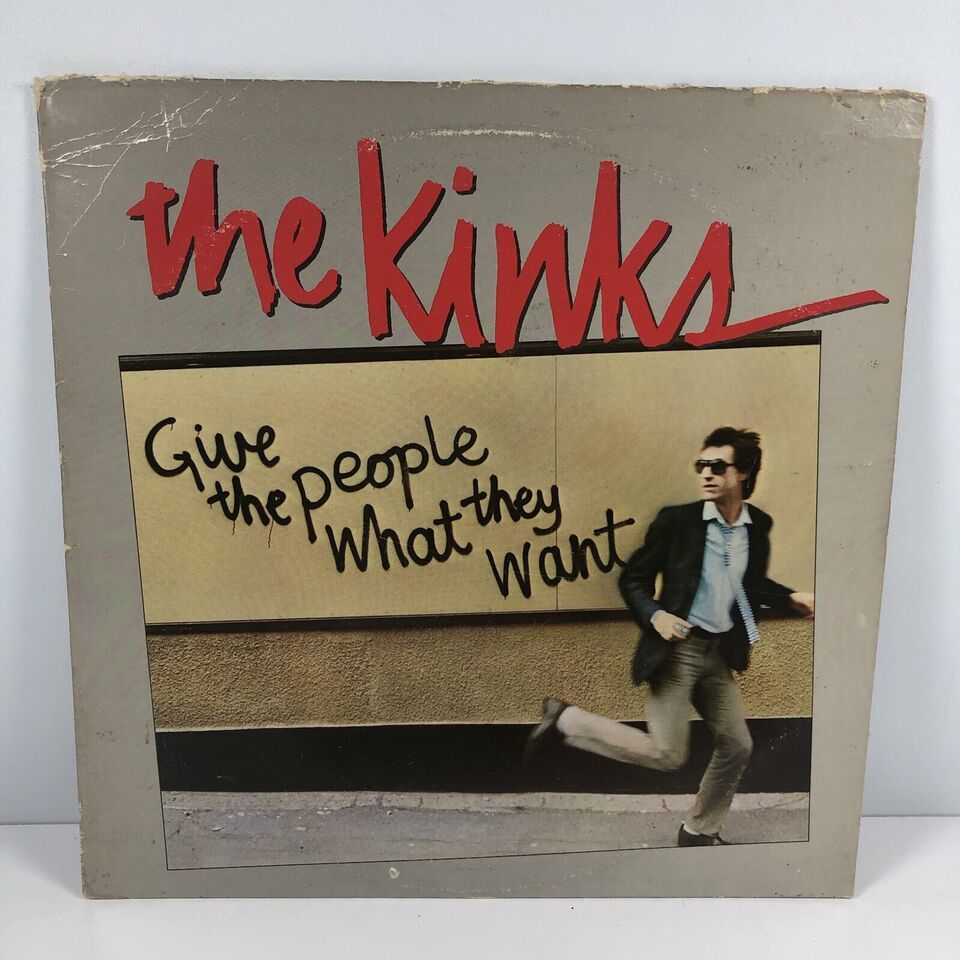 the Kinks
Give
the people
What they
want